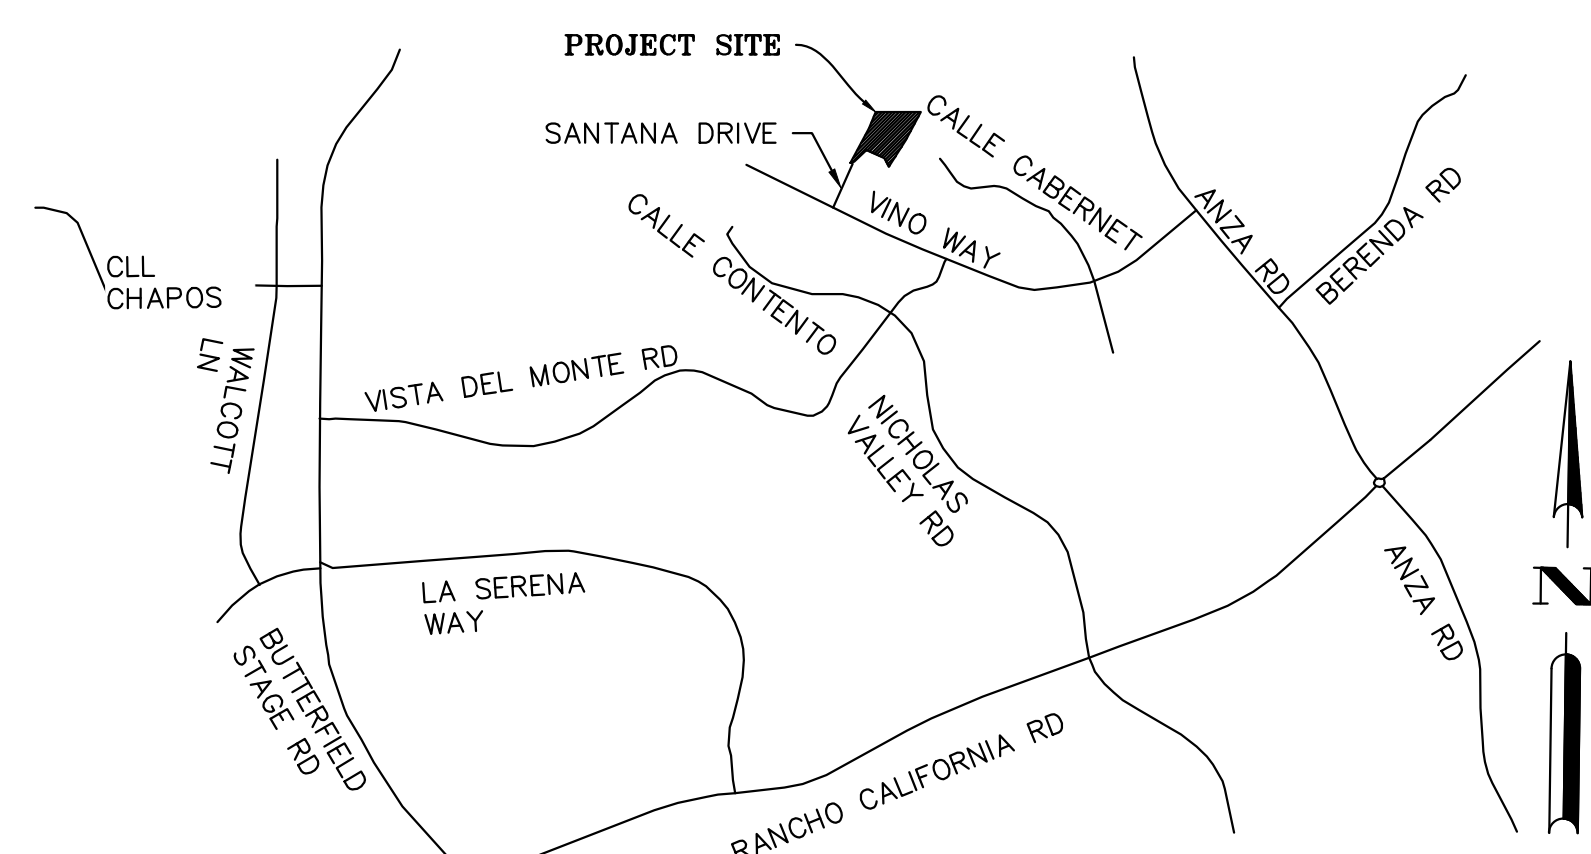 PROJECT SITE
SANTANA DRIVE
CALLE CABERNET
VINO WAY
CALLE CONTENTO
ANZA RD
BERENDA RD
CLL
CHAPOS
WALCOTT
LN
VISTA DEL MONTE RD
NICHOLAS
VALLEY RD
LA SERENA
WAY
ANZA RD
N
BUTTERFIELD
STAGE RD
RANCHO CALIFORNIA RD